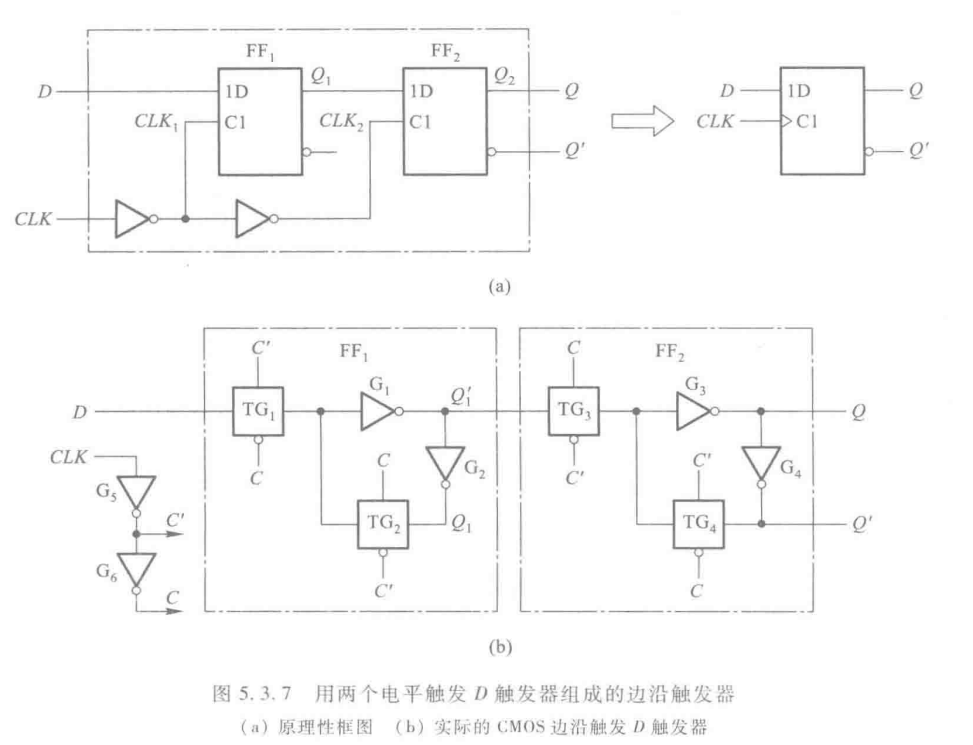 FF₁ FF₂
Q₁ Q₂
D 1D 1D Q D 1D Q
CLK₁ C1 CLK₂ C1 CLK C1
Q' Q'
CLK
(a)
C' FF₁ C FF₂
G₁ G₃
D TG₁ Q₁' TG₃ Q
CLK C C G₂ C' C' G₄
G₅
C' TG₂ Q₁ TG₄ Q'
G₆
C C' C
(b)
图 5.3.7 用两个电平触发 D 触发器组成的边沿触发器
(a) 原理性框图 (b) 实际的 CMOS 边沿触发 D 触发器